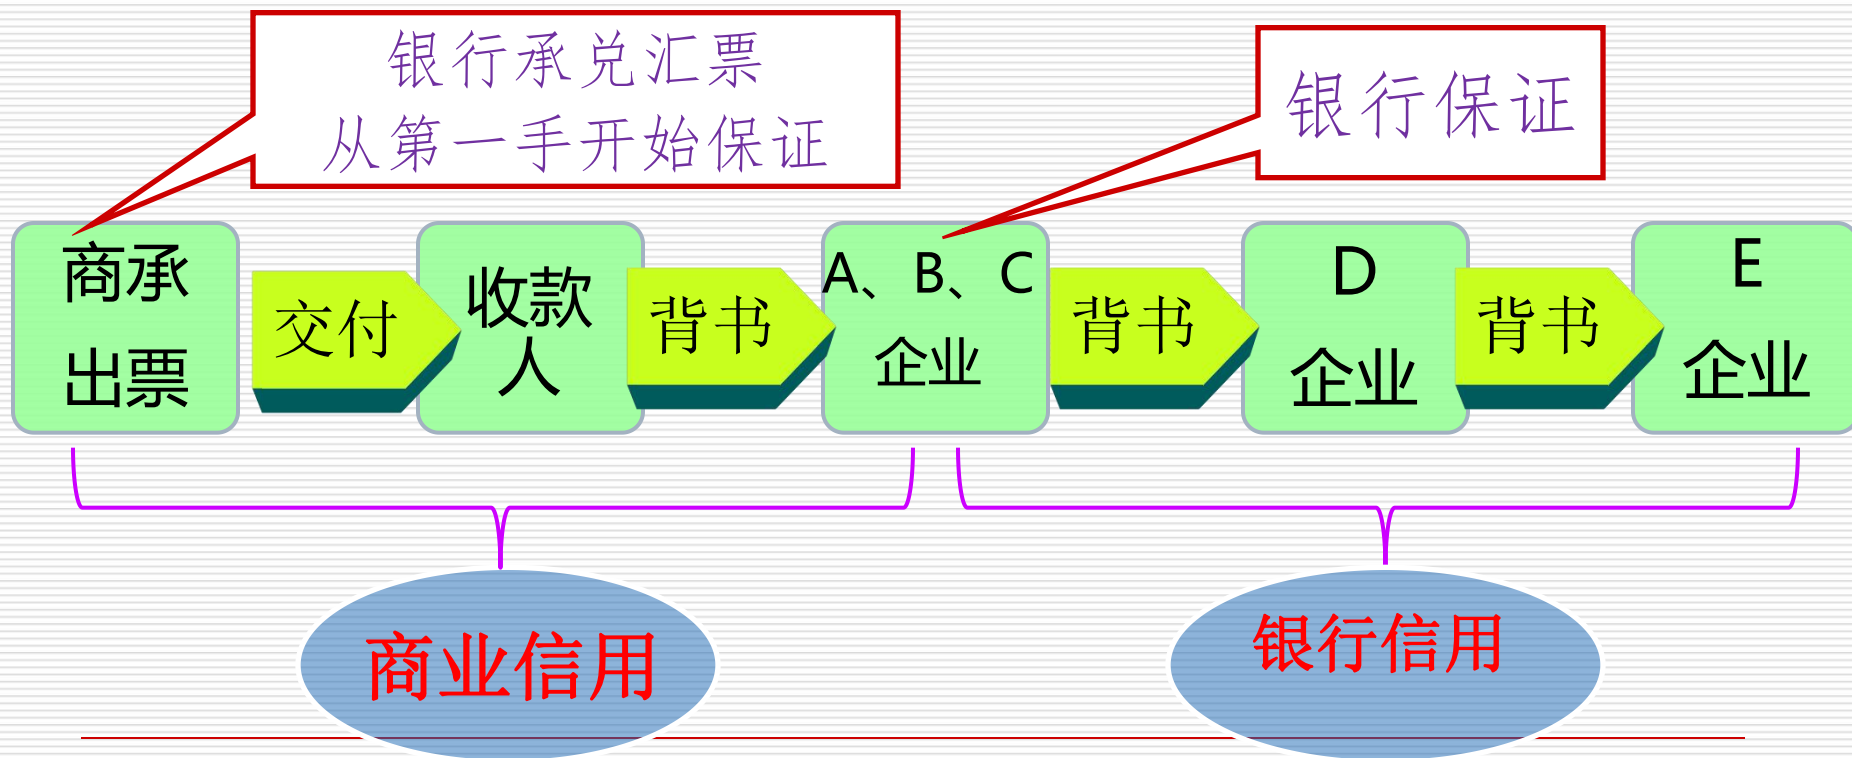 银行承兑汇票
从第一手开始保证
银行保证
商承
出票
交付
收款
人
背书
A、B、C
企业
背书
D
企业
背书
E
企业
商业信用
银行信用